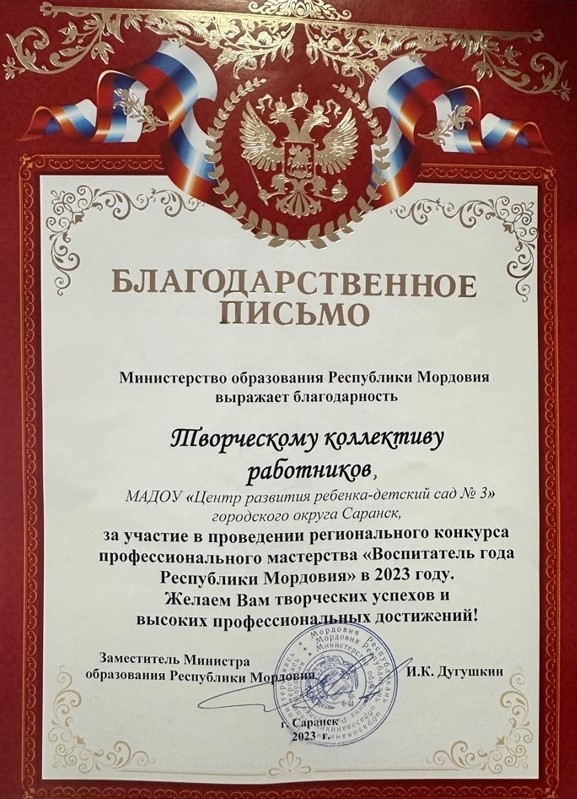 БЛАГОДАРСТВЕННОЕ
ПИСЬМО
Министерство образования Республики Мордовия
выражает благодарность
Творческому коллективу
работников,
МАДОУ «Центр развития ребенка-детский сад № 3»
городского округа Саранск,
за участие в проведении регионального конкурса
профессионального мастерства «Воспитатель года
Республики Мордовия» в 2023 году.
Желаем Вам творческих успехов и
высоких профессиональных достижений!
Заместитель Министра
образования Республики Мордовия
И.К. Дугушкин
г. Саранск
2023 г.